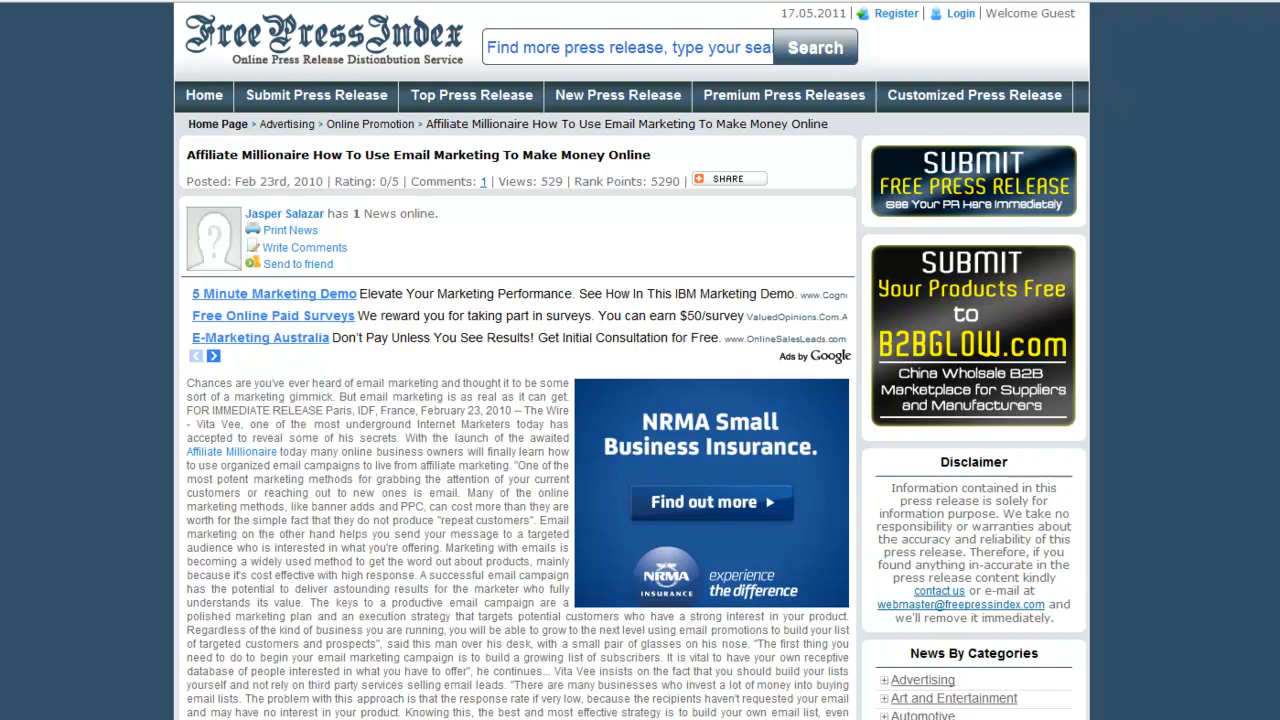 17.05.2011 | Register | Login | Welcome Guest
FreePressIndex
Online Press Release Distionbution Service
Find more press release, type your sear
Search
Home
Submit Press Release
Top Press Release
New Press Release
Premium Press Releases
Customized Press Release
Home Page > Advertising > Online Promotion > Affiliate Millionaire How To Use Email Marketing To Make Money Online
Affiliate Millionaire How To Use Email Marketing To Make Money Online
Posted: Feb 23rd, 2010 | Rating: 0/5 | Comments: 1 | Views: 529 | Rank Points: 5290 | SHARE
Jasper Salazar has 1 News online.
Print News
Write Comments
Send to friend
5 Minute Marketing Demo Elevate Your Marketing Performance. See How In This IBM Marketing Demo. www.Cogn
Free Online Paid Surveys We reward you for taking part in surveys. You can earn $50/survey ValuedOpinions.Com.A
E-Marketing Australia Don't Pay Unless You See Results! Get Initial Consultation for Free. www.OnlineSalesLeads.com
Ads by Google
Chances are you've ever heard of email marketing and thought it to be some
sort of a marketing gimmick. But email marketing is as real as it can get.
FOR IMMEDIATE RELEASE Paris, IDF, France, February 23, 2010 -- The Wire
- Vita Vee, one of the most underground Internet Marketers today has
accepted to reveal some of his secrets. With the launch of the awaited
Affiliate Millionaire today many online business owners will finally learn how
to use organized email campaigns to live from affiliate marketing. "One of the
most potent marketing methods for grabbing the attention of your current
customers or reaching out to new ones is email. Many of the online
marketing methods, like banner adds and PPC, can cost more than they are
worth for the simple fact that they do not produce "repeat customers". Email
marketing on the other hand helps you send your message to a targeted
audience who is interested in what you're offering. Marketing with emails is
becoming a widely used method to get the word out about products, mainly
because it's cost effective with high response. A successful email campaign
has the potential to deliver astounding results for the marketer who fully
understands its value. The keys to a productive email campaign are a
polished marketing plan and an execution strategy that targets potential customers who have a strong interest in your product.
Regardless of the kind of business you are running, you will be able to grow to the next level using email promotions to build your list
of targeted customers and prospects", said this man over his desk, with a small pair of glasses on his nose. "The first thing you
need to do to begin your email marketing campaign is to build a growing list of subscribers. It is vital to have your own receptive
database of people interested in what you have to offer", he continues... Vita Vee insists on the fact that you should build your lists
yourself and not rely on third party services selling email leads. "There are many businesses who invest a lot of money into buying
email lists. The problem with this approach is that the response rate if very low, because the recipients haven't requested your email
and may have no interest in your product. Knowing this, the best and most effective strategy is to build your own email list, even
NRMA Small
Business Insurance.
Find out more
NRMA
INSURANCE
experience
the difference
SUBMIT
FREE PRESS RELEASE
See Your PR Here Immediately
SUBMIT
Your Products Free
to
B2BGLOW.com
China Wholsale B2B
Marketplace for Suppliers
and Manufacturers
Disclaimer
Information contained in this
press release is solely for
information purpose. We take no
responsibility or warranties about
the accuracy and reliability of this
press release. Therefore, if you
found anything in-accurate in the
press release content kindly
contact us or e-mail at
webmaster@freepressindex.com and
we'll remove it immediately.
News By Categories
Advertising
Art and Entertainment
Automotive